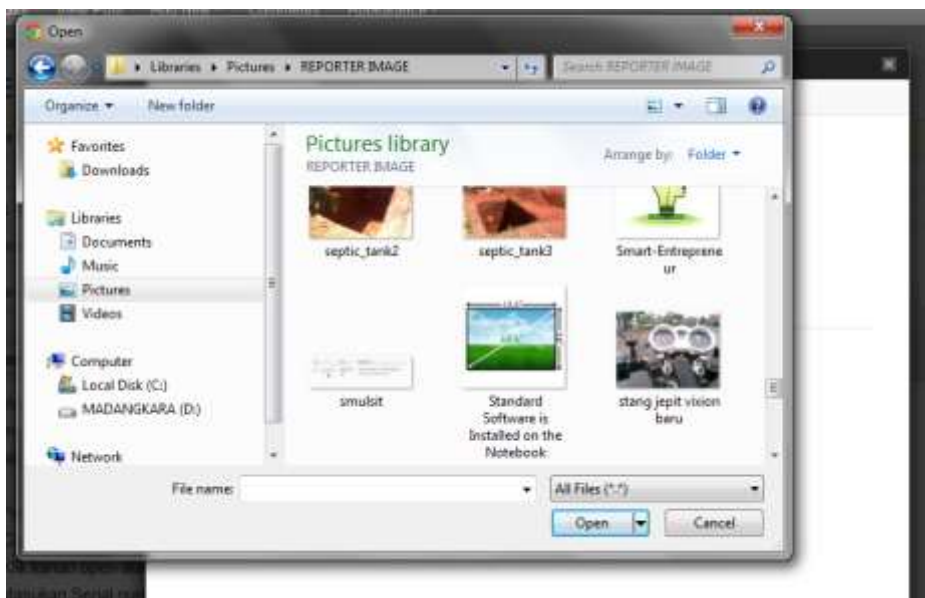 Open
Libraries
Pictures
REPORTER IMAGE
Search REPORTER IMAGE
Organize
New folder
Favorites
Downloads
Libraries
Documents
Music
Pictures
Videos
Computer
Local Disk (C:)
MADANGKARA (D:)
Network
Pictures library
REPORTER IMAGE
Arrange by: Folder
septic_tank2
septic_tank3
Smart-Entreprene
ur
smulsit
Standard
Software is
Installed on the
Notebook
stang jepit vixion
baru
File name:
All Files (*.*)
Open
Cancel